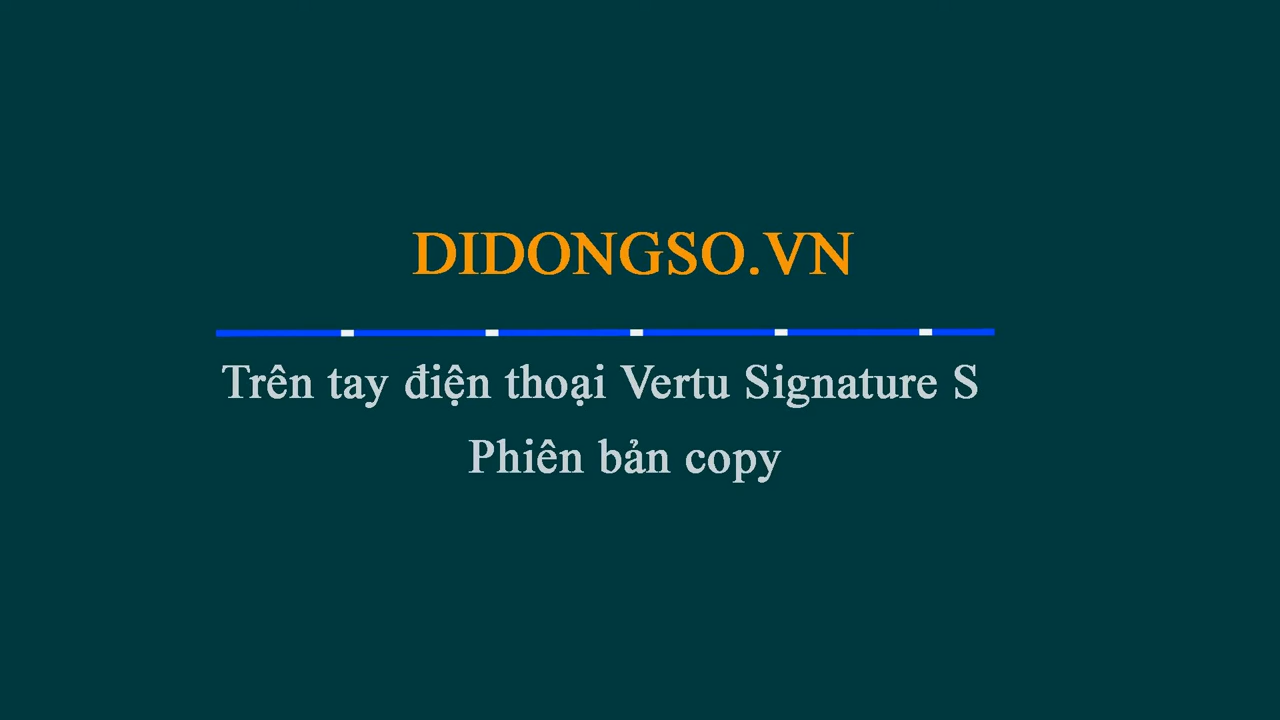 DIDONGSO.VN
Trên tay điện thoại Vertu Signature S
Phiên bản copy